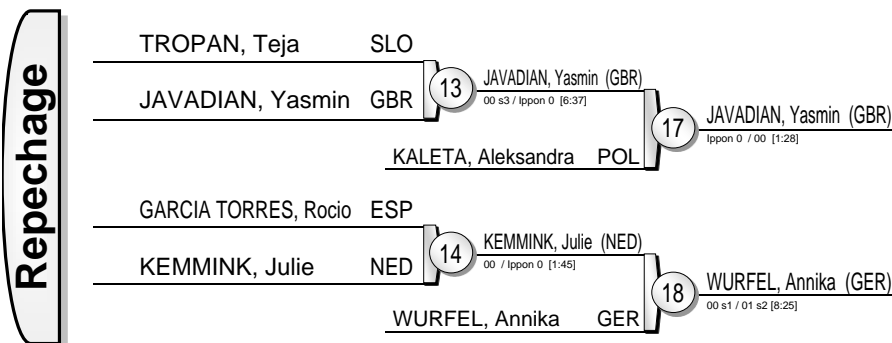 Repechage
TROPAN, Teja SLO
13
JAVADIAN, Yasmin (GBR)
00 s3 / Ippon 0 [6:37]
JAVADIAN, Yasmin GBR
17
JAVADIAN, Yasmin (GBR)
Ippon 0 / 00 [1:28]
KALETA, Aleksandra POL
GARCIA TORRES, Rocio ESP
14
KEMMINK, Julie (NED)
00 / Ippon 0 [1:45]
KEMMINK, Julie NED
18
WURFEL, Annika (GER)
00 s1 / 01 s2 [8:25]
WURFEL, Annika GER